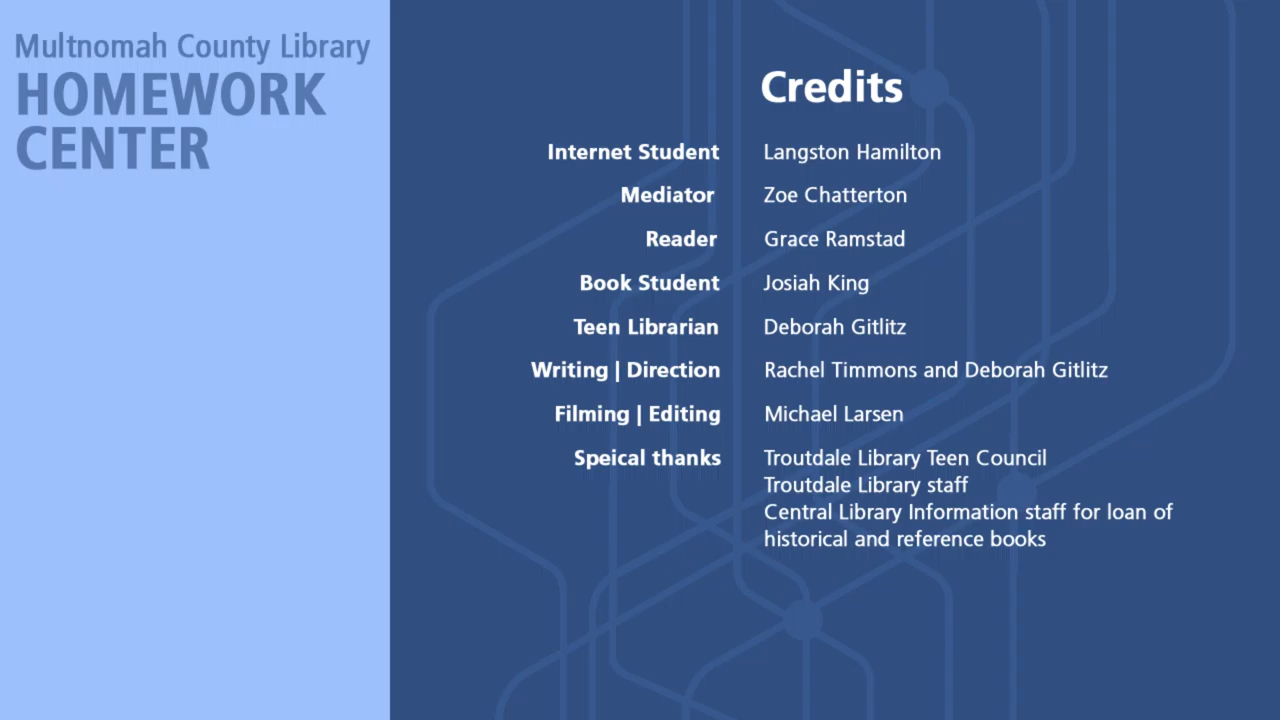 Multnomah County Library
HOMEWORK
CENTER
Credits
Internet Student Langston Hamilton
Mediator Zoe Chatterton
Reader Grace Ramstad
Book Student Josiah King
Teen Librarian Deborah Gitlitz
Writing | Direction Rachel Timmons and Deborah Gitlitz
Filming | Editing Michael Larsen
Speical thanks Troutdale Library Teen Council
Troutdale Library staff
Central Library Information staff for loan of
historical and reference books